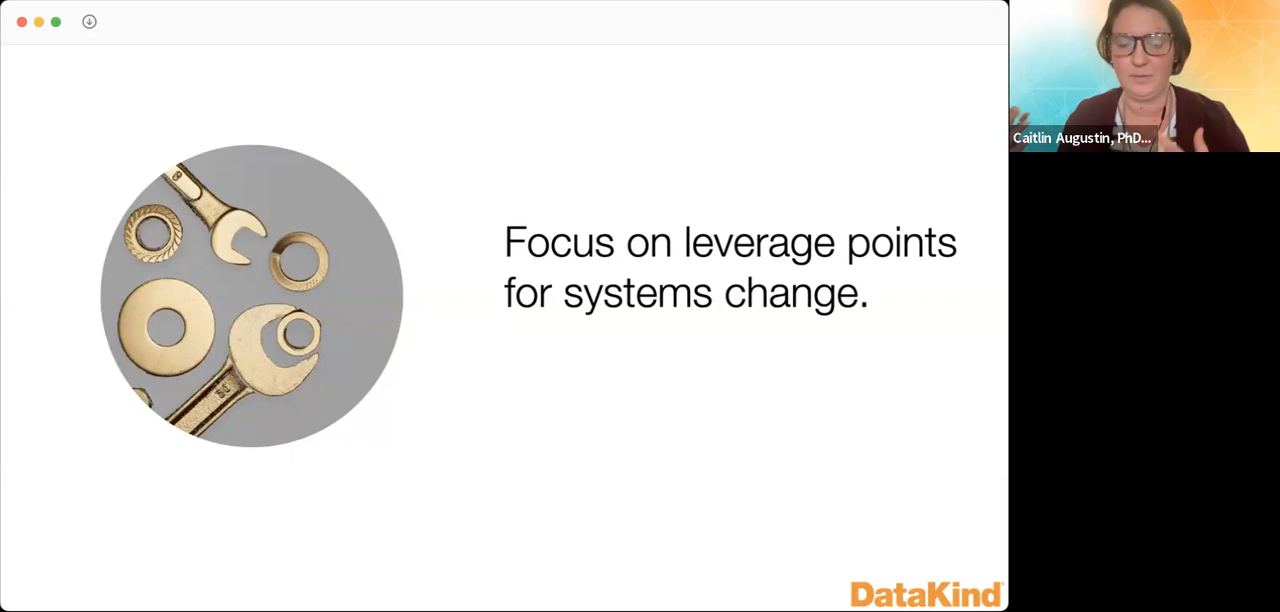 Focus on leverage points
for systems change.
DataKind
Caitlin Augustin, PhD...